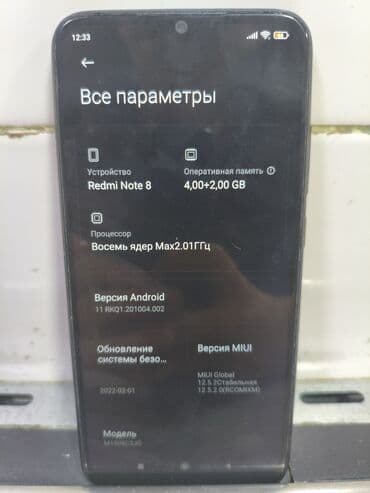 12:33
Все параметры
Устройство
Redmi Note 8
Оперативная память
4,00+2,00 GB
Процессор
Восемь ядер Max2.01ГГц
Версия Android
11 RKQ1.201004.002
Обновление
системы безо...
2022-02-01
Версия MIUI
MIUI Global
12.5.2Стабильная
12.5.2.0(RCOMIXM)
Модель